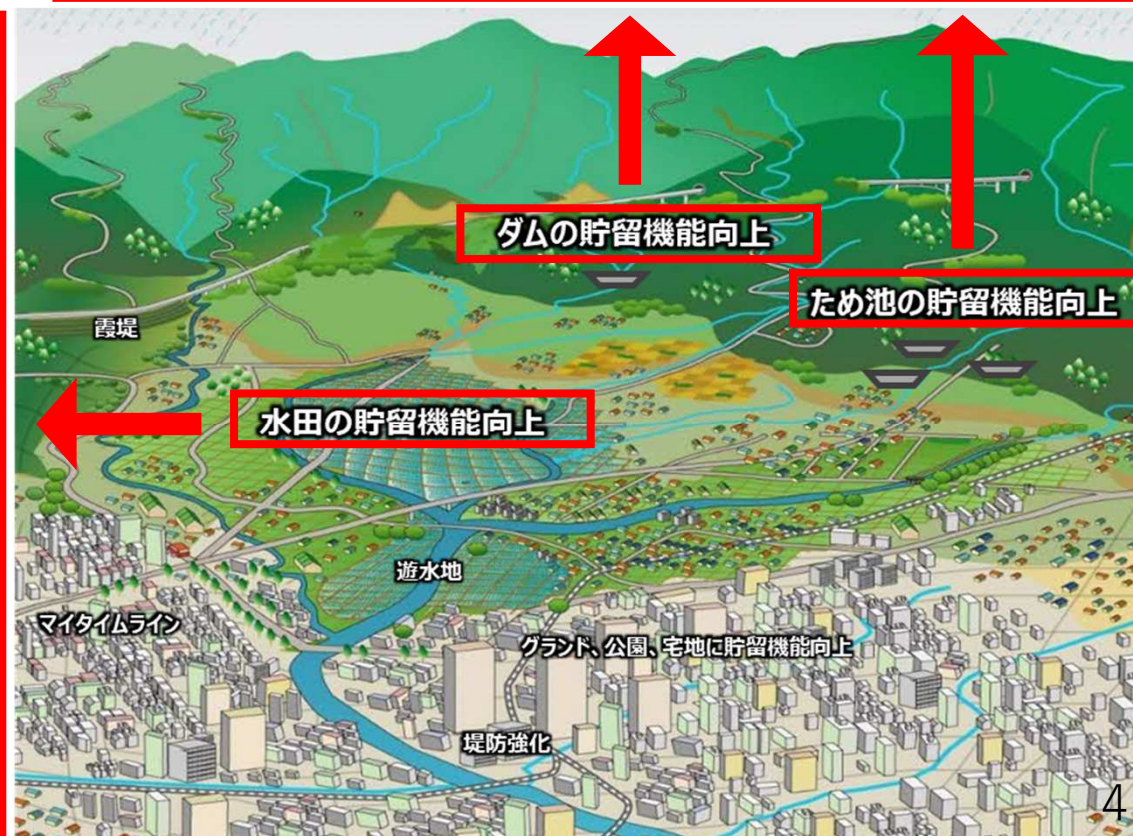 ダムの貯留機能向上
ため池の貯留機能向上
霞堤
水田の貯留機能向上
遊水地
マイタイムライン
グランド、公園、宅地に貯留機能向上
堤防強化
4